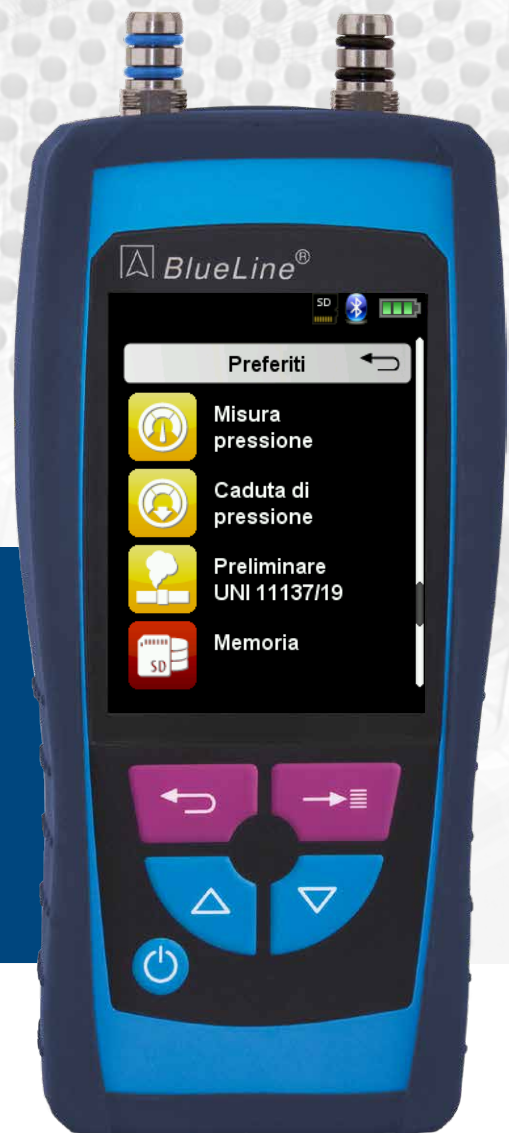 BlueLine®
SD
Preferiti
Misura
pressione
Caduta di
pressione
Preliminare
UNI 11137/19
Memoria
SD